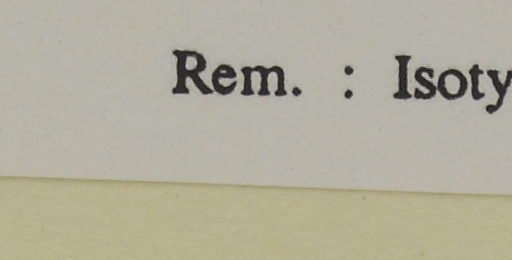 Rem. : Isoty